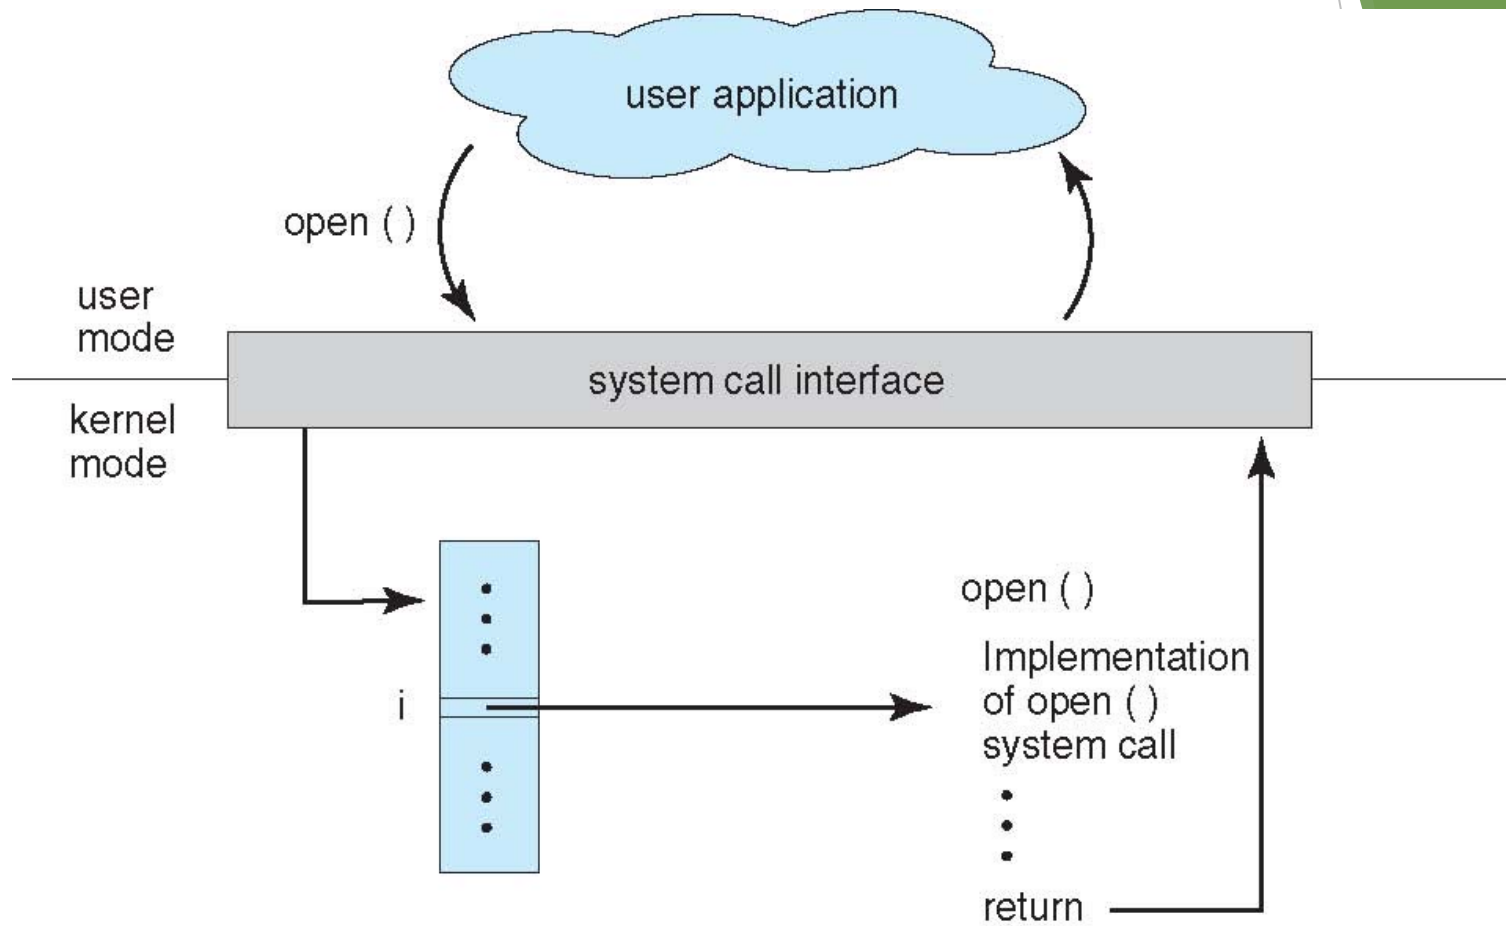 user application
open ( )
user
mode
system call interface
kernel
mode
open ( )
Implementation
of open ( )
system call
i
return